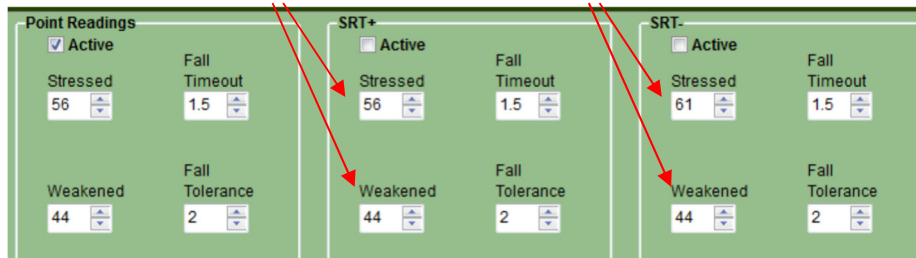 Point Readings
Active
Stressed
56
Fall
Timeout
1.5
Weakened
44
Fall
Tolerance
2
SRT+
Active
Stressed
56
Fall
Timeout
1.5
Weakened
44
Fall
Tolerance
2
SRT-
Active
Stressed
61
Fall
Timeout
1.5
Weakened
44
Fall
Tolerance
2